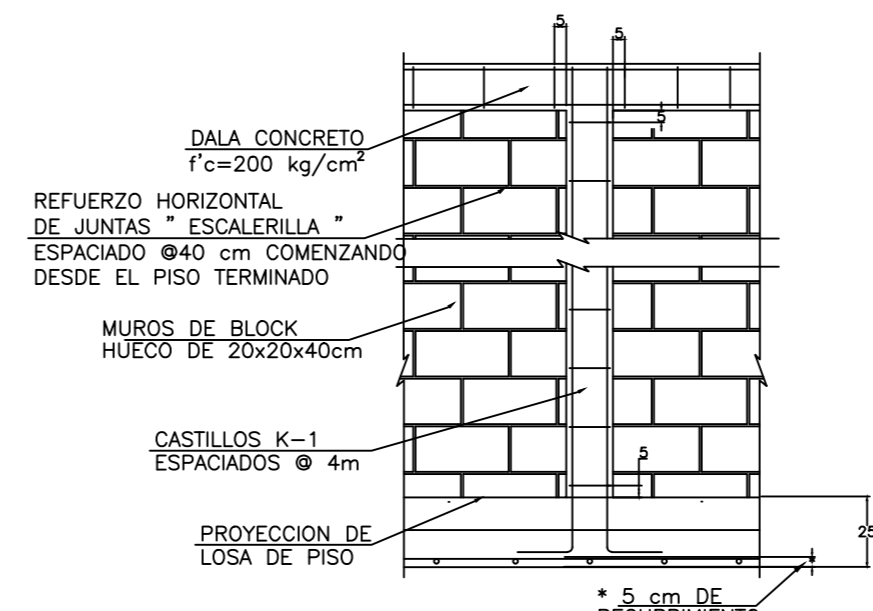 5
5
5
DALA CONCRETO
f'c=200 kg/cm²
REFUERZO HORIZONTAL
DE JUNTAS " ESCALERILLA "
ESPACIADO @40 cm COMENZANDO
DESDE EL PISO TERMINADO
MUROS DE BLOCK
HUECO DE 20x20x40cm
CASTILLOS K-1
ESPACIADOS @ 4m
5
PROYECCION DE
LOSA DE PISO
25
* 5 cm DE
RECUBRIMIENTO